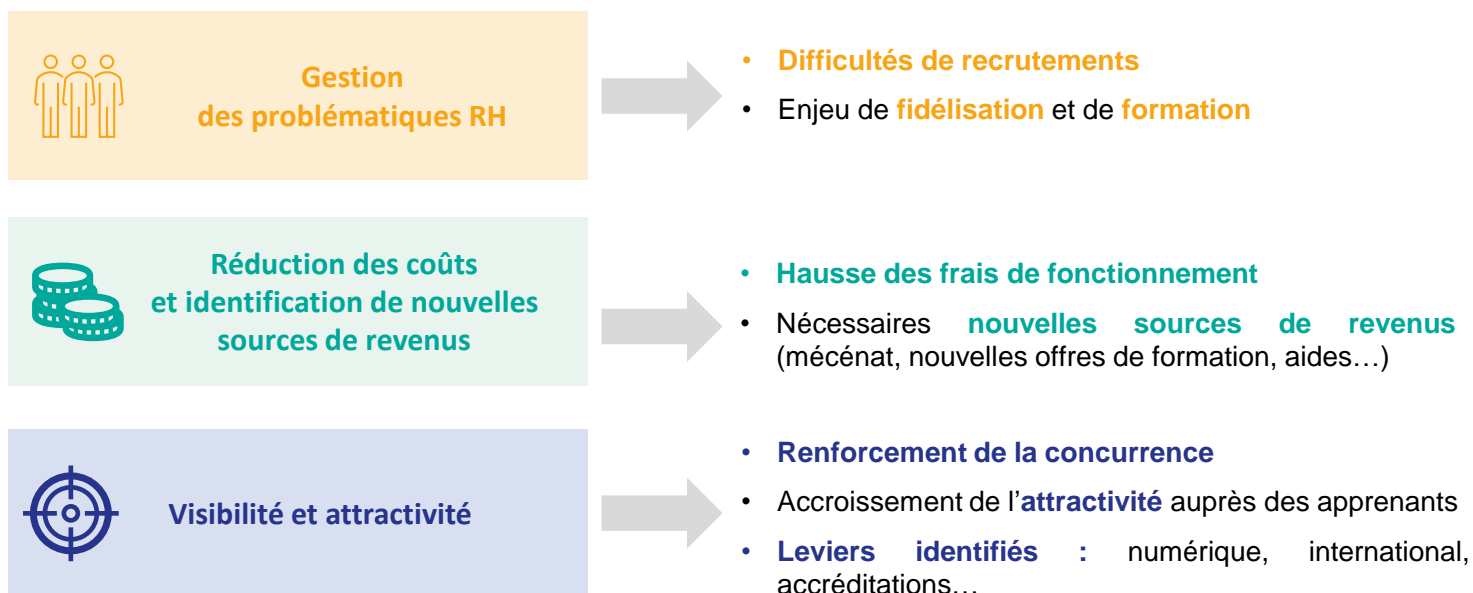 Gestion
des problématiques RH
• Difficultés de recrutements
• Enjeu de fidélisation et de formation
Réduction des coûts
et identification de nouvelles
sources de revenus
• Hausse des frais de fonctionnement
• Nécessaires nouvelles sources de revenus
(mécénat, nouvelles offres de formation, aides…)
Visibilité et attractivité
• Renforcement de la concurrence
• Accroissement de l’attractivité auprès des apprenants
• Leviers identifiés : numérique, international,
accréditations…